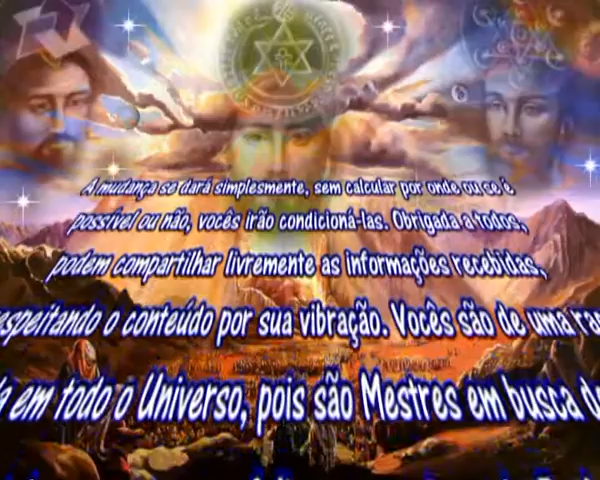 A mudança se dará simplesmente, sem calcular por onde ou se é
possível ou não, vocês irão condicioná-las. Obrigada a todos,
podem compartilhar livremente as informações recebidas,
espeitando o conteúdo por sua vibração. Vocês são de uma ra
em todo o Universo, pois são Mestres em busca de